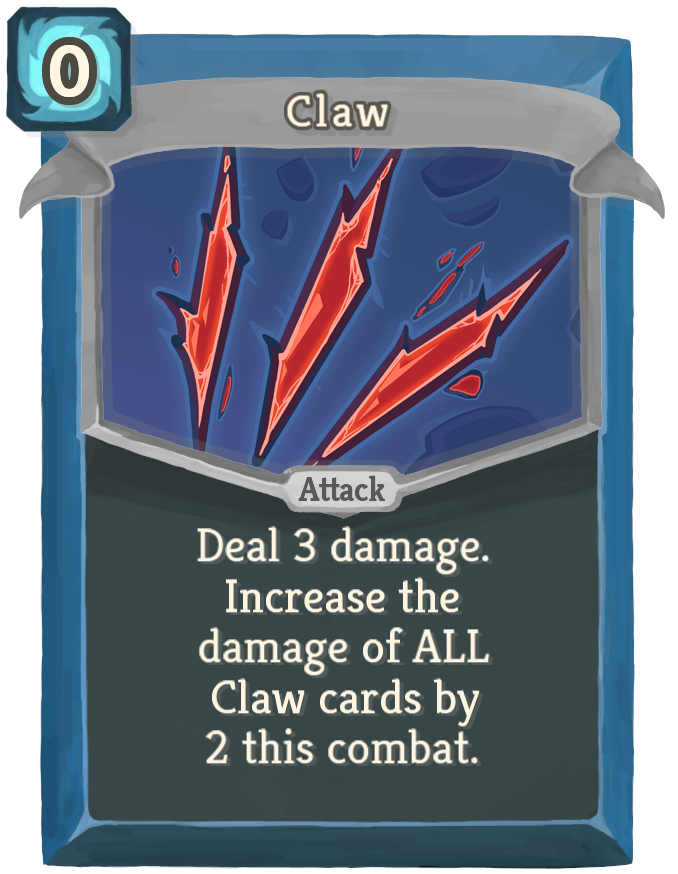 0
Claw
Attack
Deal 3 damage.
Increase the
damage of ALL
Claw cards by
2 this combat.